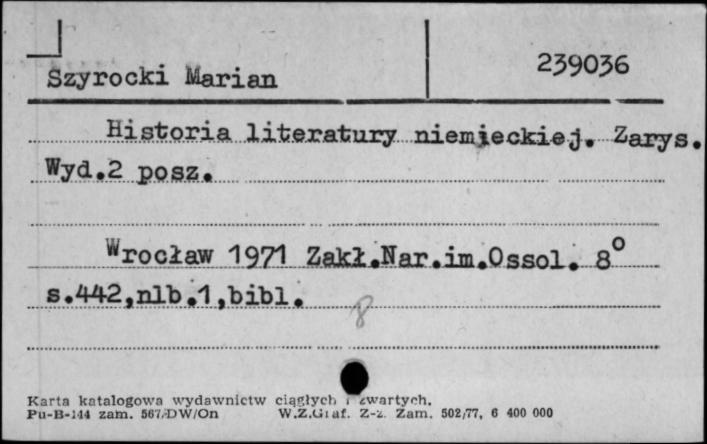 Szyrocki Marian 239036
Historia literatury niemieckiej. Zarys.
Wyd.2 posz.
Wrocław 1971 Zakł.Nar.im.Ossol. 8°
s.442,nlb.1,bibl.
8
Karta katalogowa wydawnictw ciągłych i zwartych.
Pu-B-144 zam. 567/DW/On W.Z.Graf. Z-z. Zam. 502/77, 6 400 000